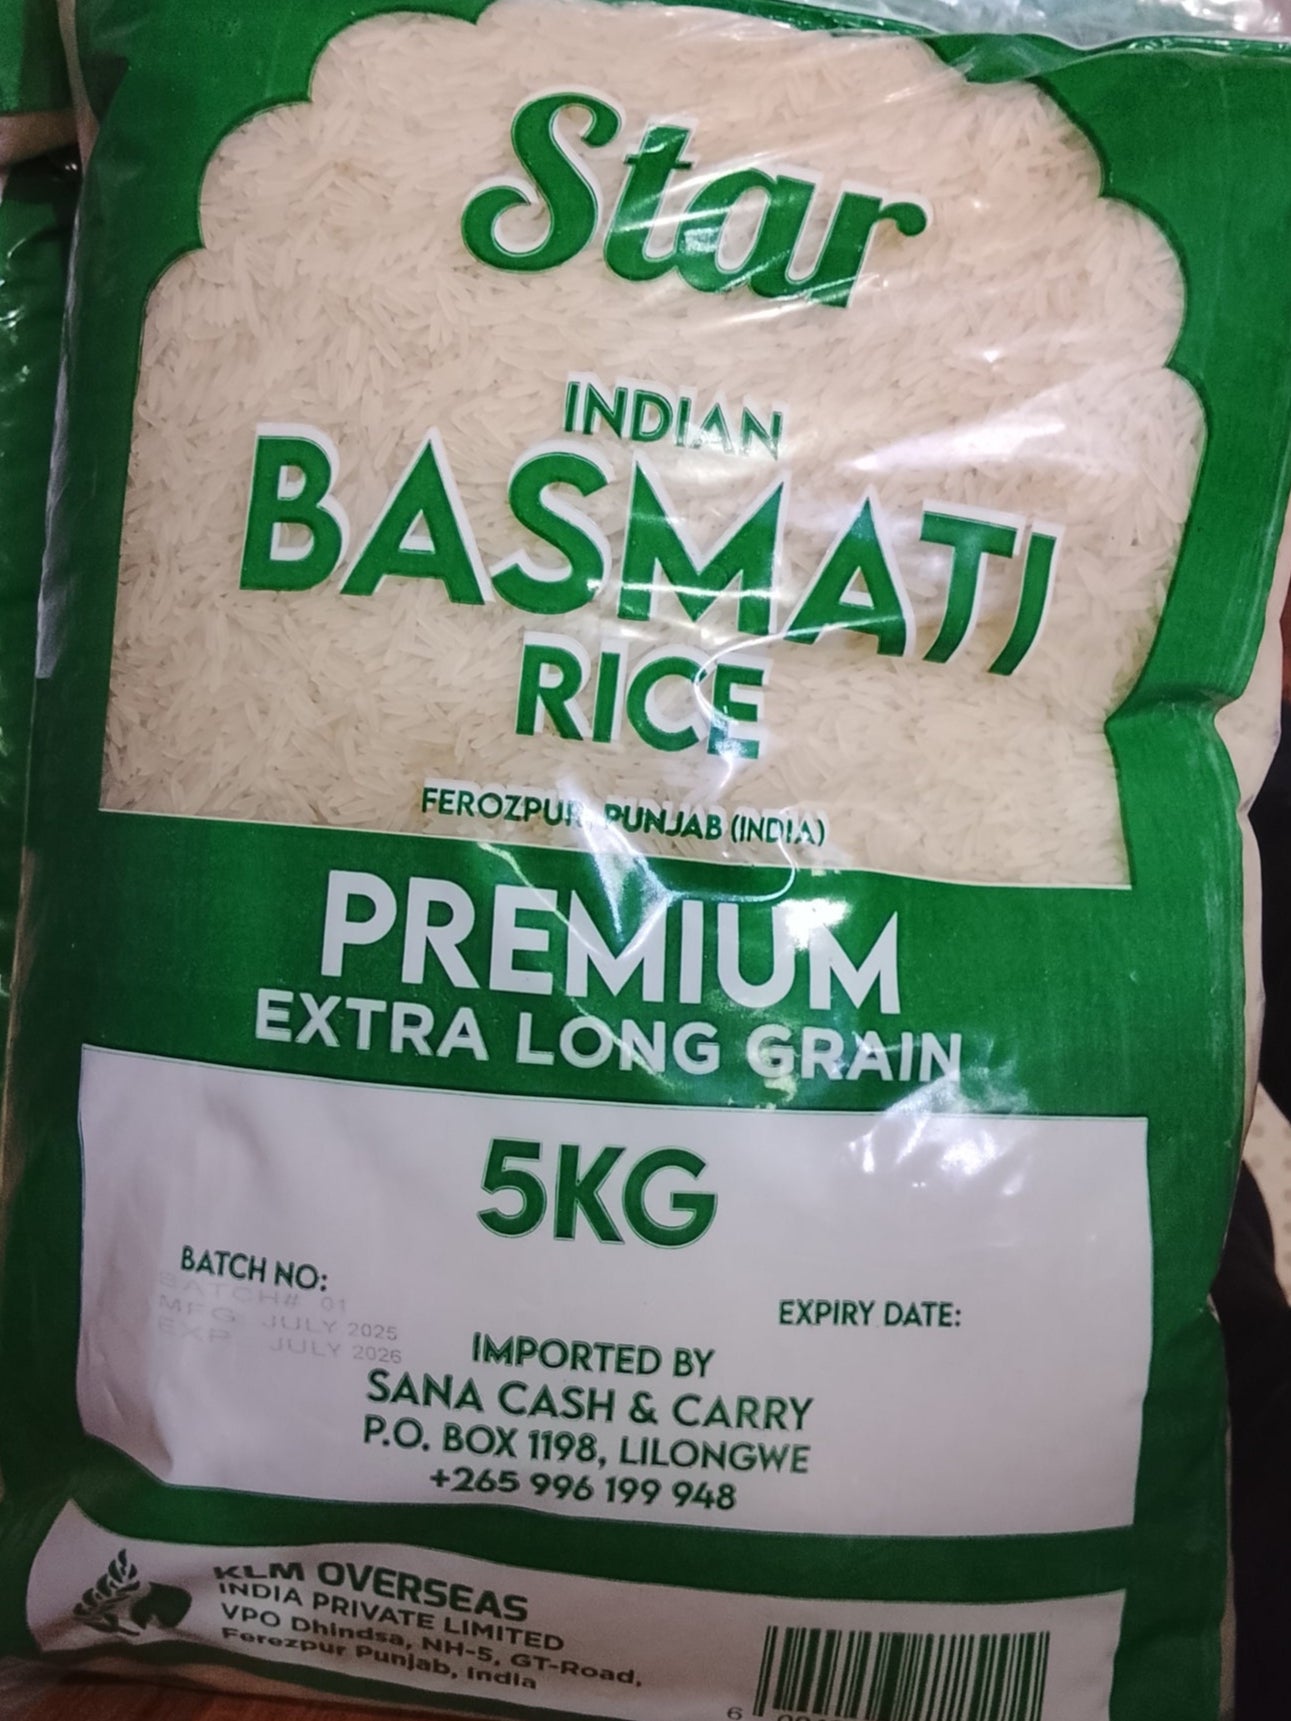 Star
INDIAN
BASMATI
RICE
FEROZPUR, PUNJAB (INDIA)
PREMIUM
EXTRA LONG GRAIN
5KG
BATCH NO:
BATCH# 01
MFG JULY 2025
EXP JULY 2026
EXPIRY DATE:
IMPORTED BY
SANA CASH & CARRY
P.O. BOX 1198, LILONGWE
+265 996 199 948
KLM OVERSEAS
INDIA PRIVATE LIMITED
VPO Dhindsa, NH-5, GT-Road,
Ferezpur Punjab, India
6